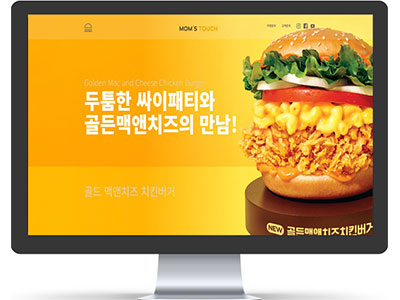 MOM'S TOUCH
Golden Mac and Cheese Chicken Burger
두툼한 싸이패티와
골든맥앤치즈의 만남!
골드 맥앤치즈 치킨버거
NEW 골든맥앤치즈치킨버거